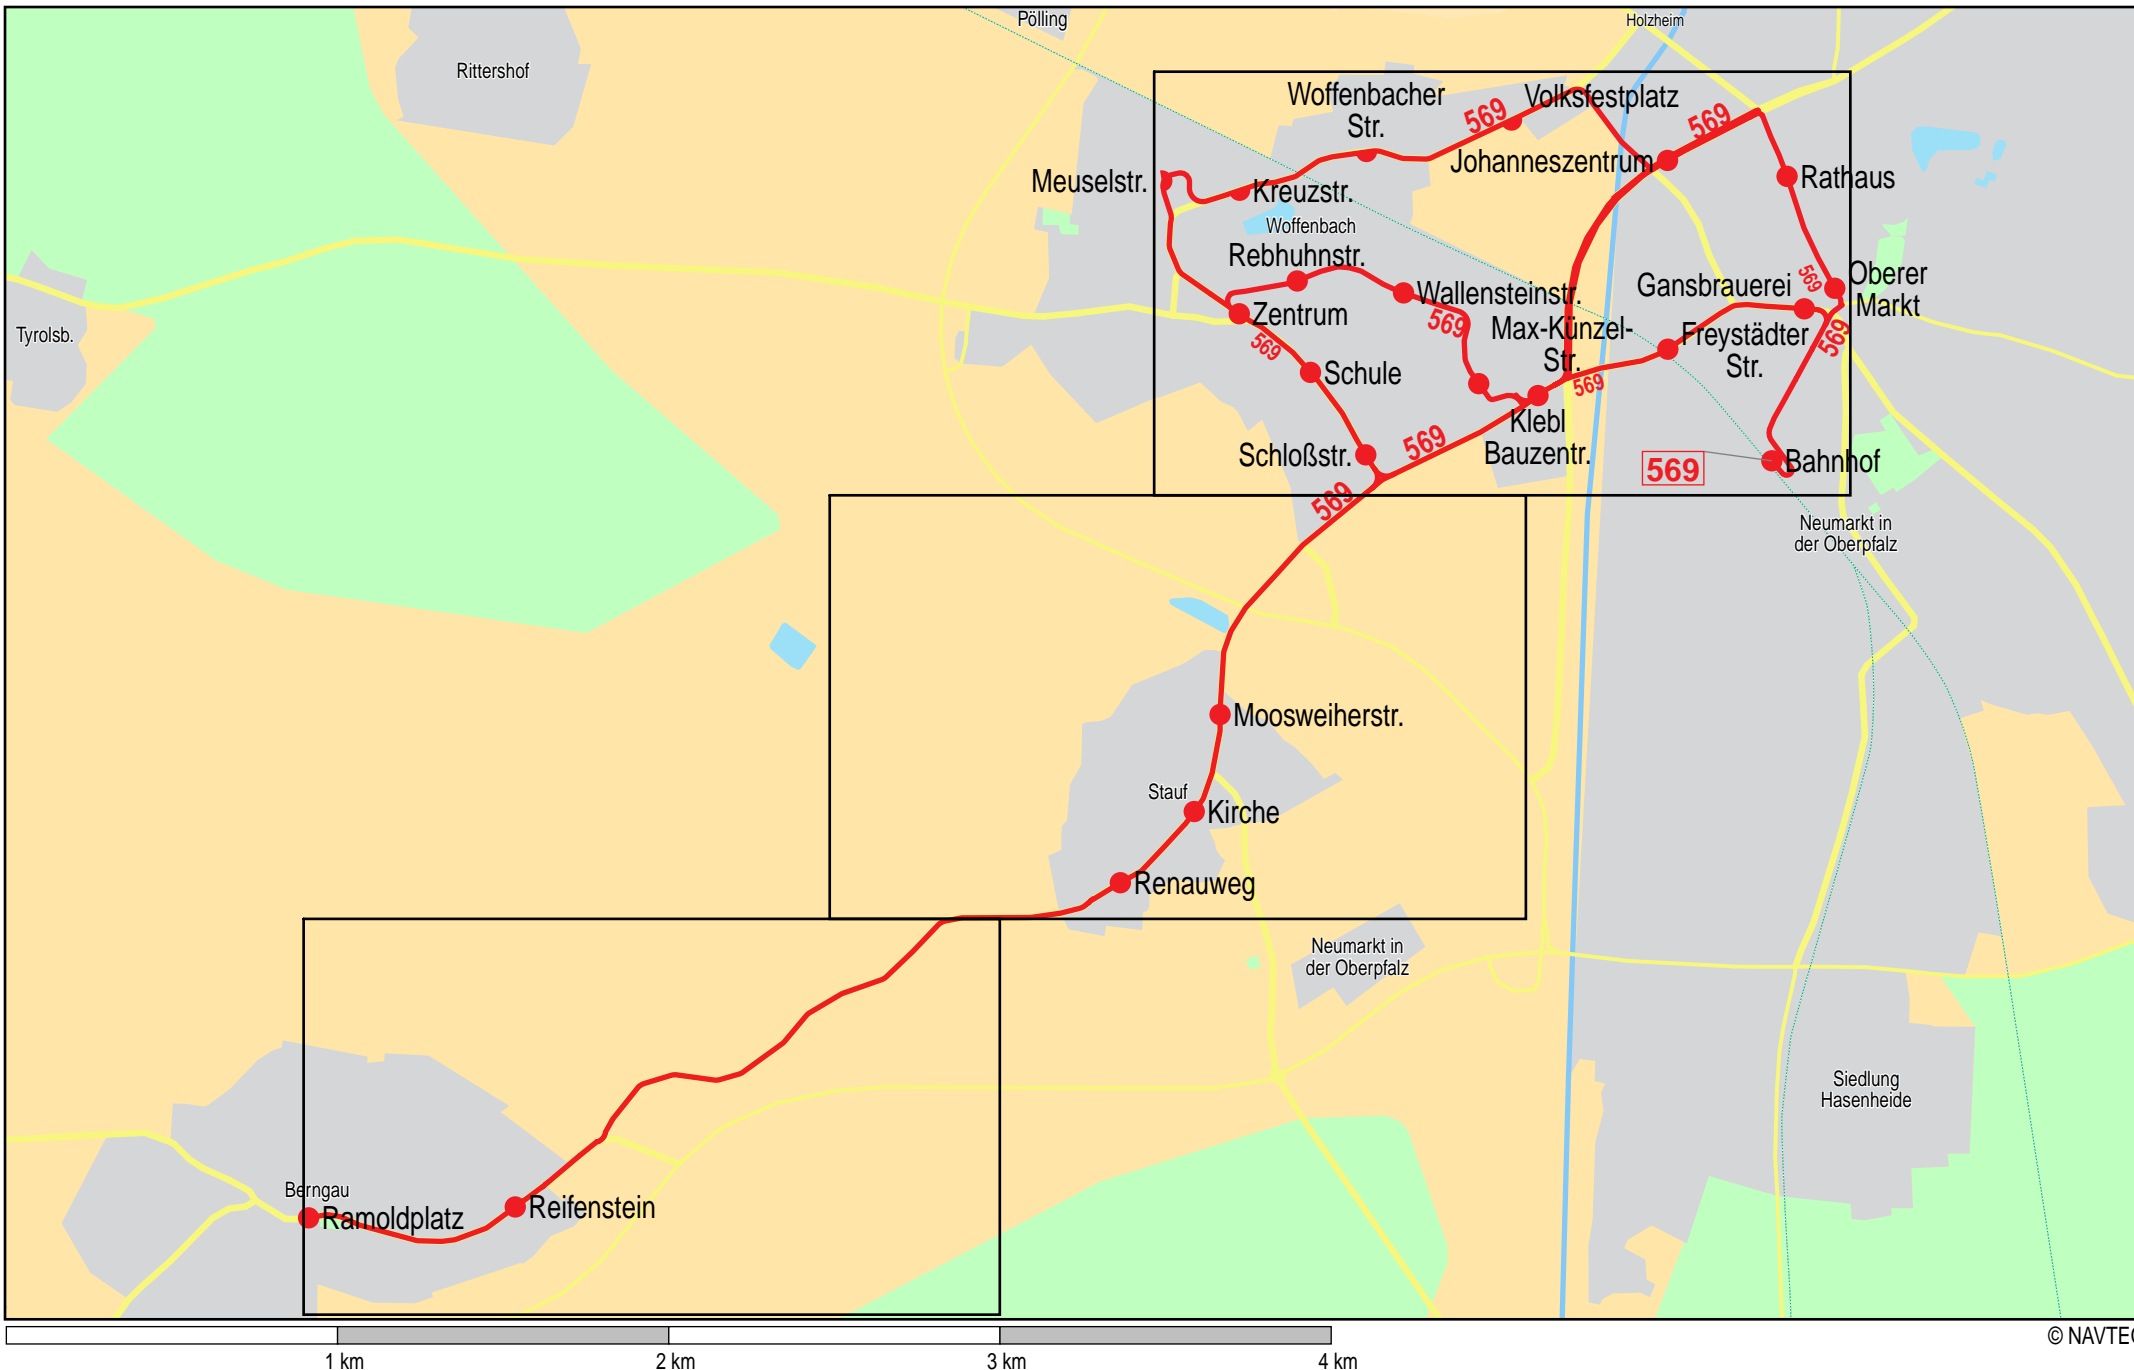 Pölling
Holzheim
Rittershof
Woffenbacher
Str.
569
Volksfestplatz
569
Johanneszentrum
Rathaus
Meuselstr.
Kreuzstr.
Woffenbach
Rebhuhnstr.
Wallensteinstr.
569
Gansbrauerei
569
Oberer
Markt
Tyrolsb.
Zentrum
569
Max-Künzel-
Str.
Freystädter
Str.
569
569
Schule
Klebl
Bauzentr.
Schloßstr.
569
569
Bahnhof
569
Neumarkt in
der Oberpfalz
Moosweiherstr.
Stauf
Kirche
Renauweg
Neumarkt in
der Oberpfalz
Siedlung
Hasenheide
Berngau
Ramoldplatz
Reifenstein
1 km
2 km
3 km
4 km
© NAVTEQ